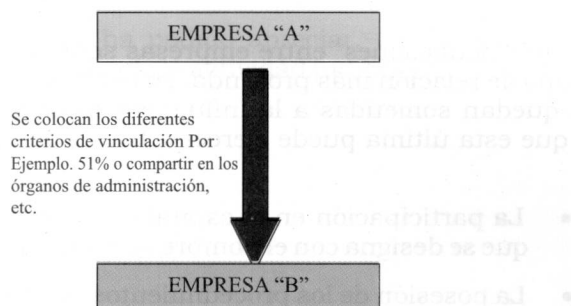 EMPRESA “A”
Se colocan los diferentes
criterios de vinculación Por
Ejemplo. 51% o compartir en los
órganos de administración,
etc.
EMPRESA “B”